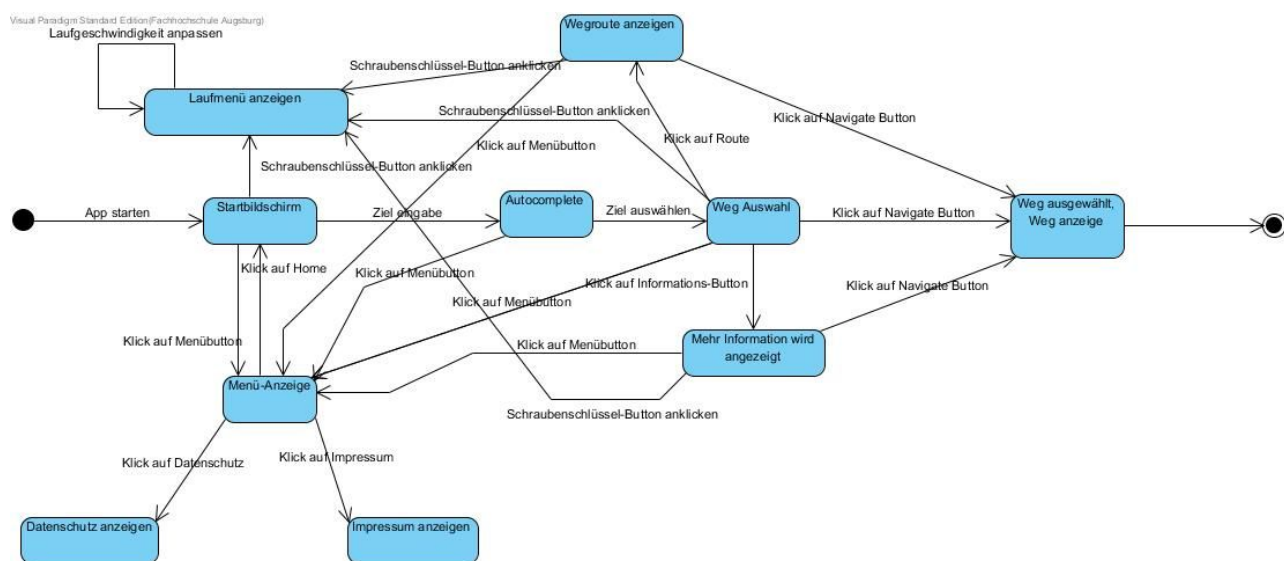 Visual Paradigm Standard Edition(Fachhochschule Augsburg)
Laufgeschwindigkeit anpassen
Wegroute anzeigen
Schraubenschlüssel-Button anklicken
Laufmenü anzeigen
Schraubenschlüssel-Button anklicken
Klick auf Navigate Button
Klick auf Menübutton
Klick auf Route
Schraubenschlüssel-Button anklicken
App starten
Startbildschirm
Ziel eingabe
Autocomplete
Ziel auswählen
Weg Auswahl
Klick auf Navigate Button
Weg ausgewählt,
Weg anzeige
Klick auf Home
Klick auf Menübutton
Klick auf Informations-Button
Klick auf Navigate Button
Klick auf Menübutton
Klick auf Menübutton
Klick auf Menübutton
Mehr Information wird
angezeigt
Menü-Anzeige
Schraubenschlüssel-Button anklicken
Klick auf Datenschutz
Klick auf Impressum
Datenschutz anzeigen
Impressum anzeigen